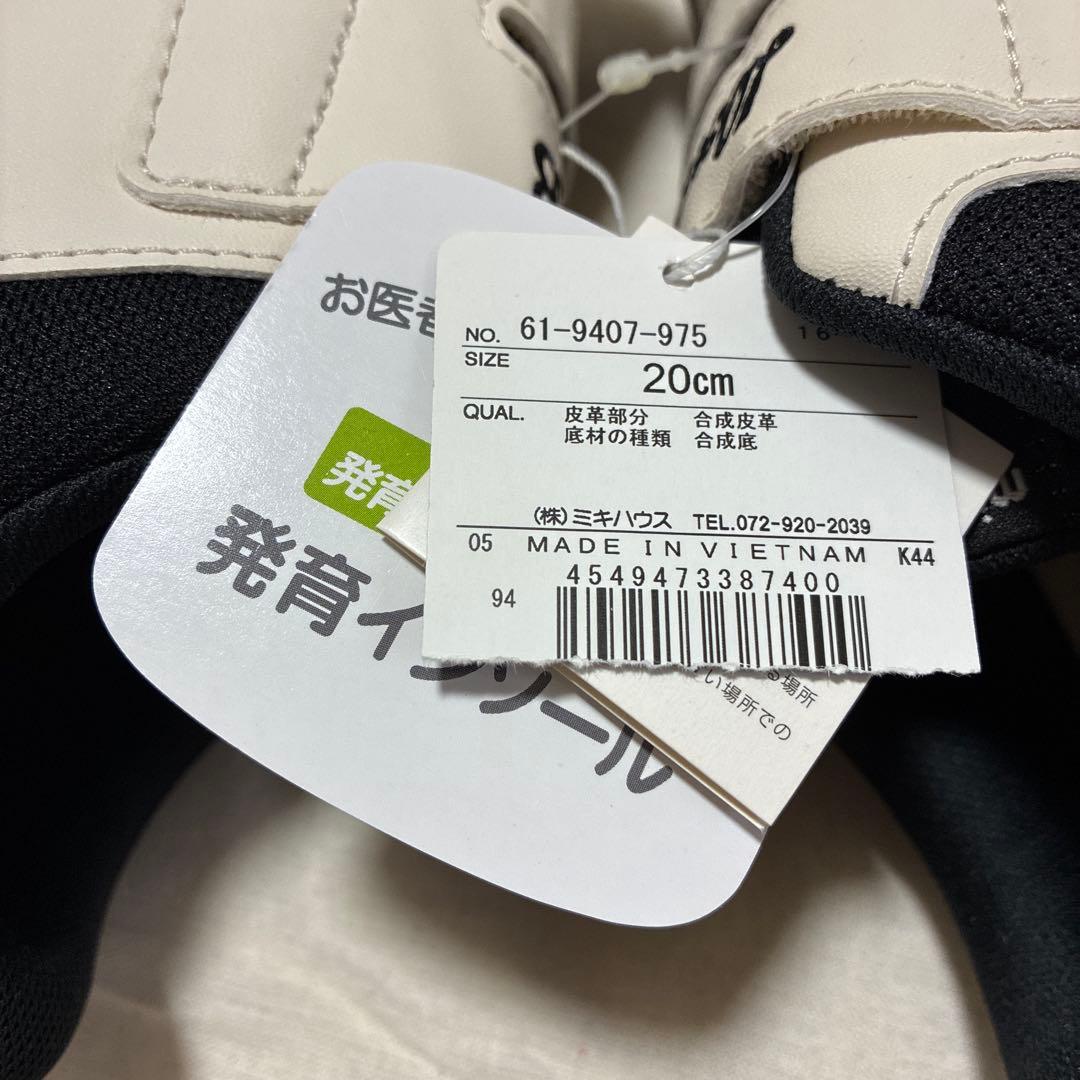 お医者
発育
発育インソール
NO. 61-9407-975 16
SIZE 20cm
QUAL. 皮革部分 合成皮革
底材の種類 合成底
(株)ミキハウス TEL.072-920-2039
05 MADE IN VIETNAM K44
4549473387400
94
る場所
い場所での